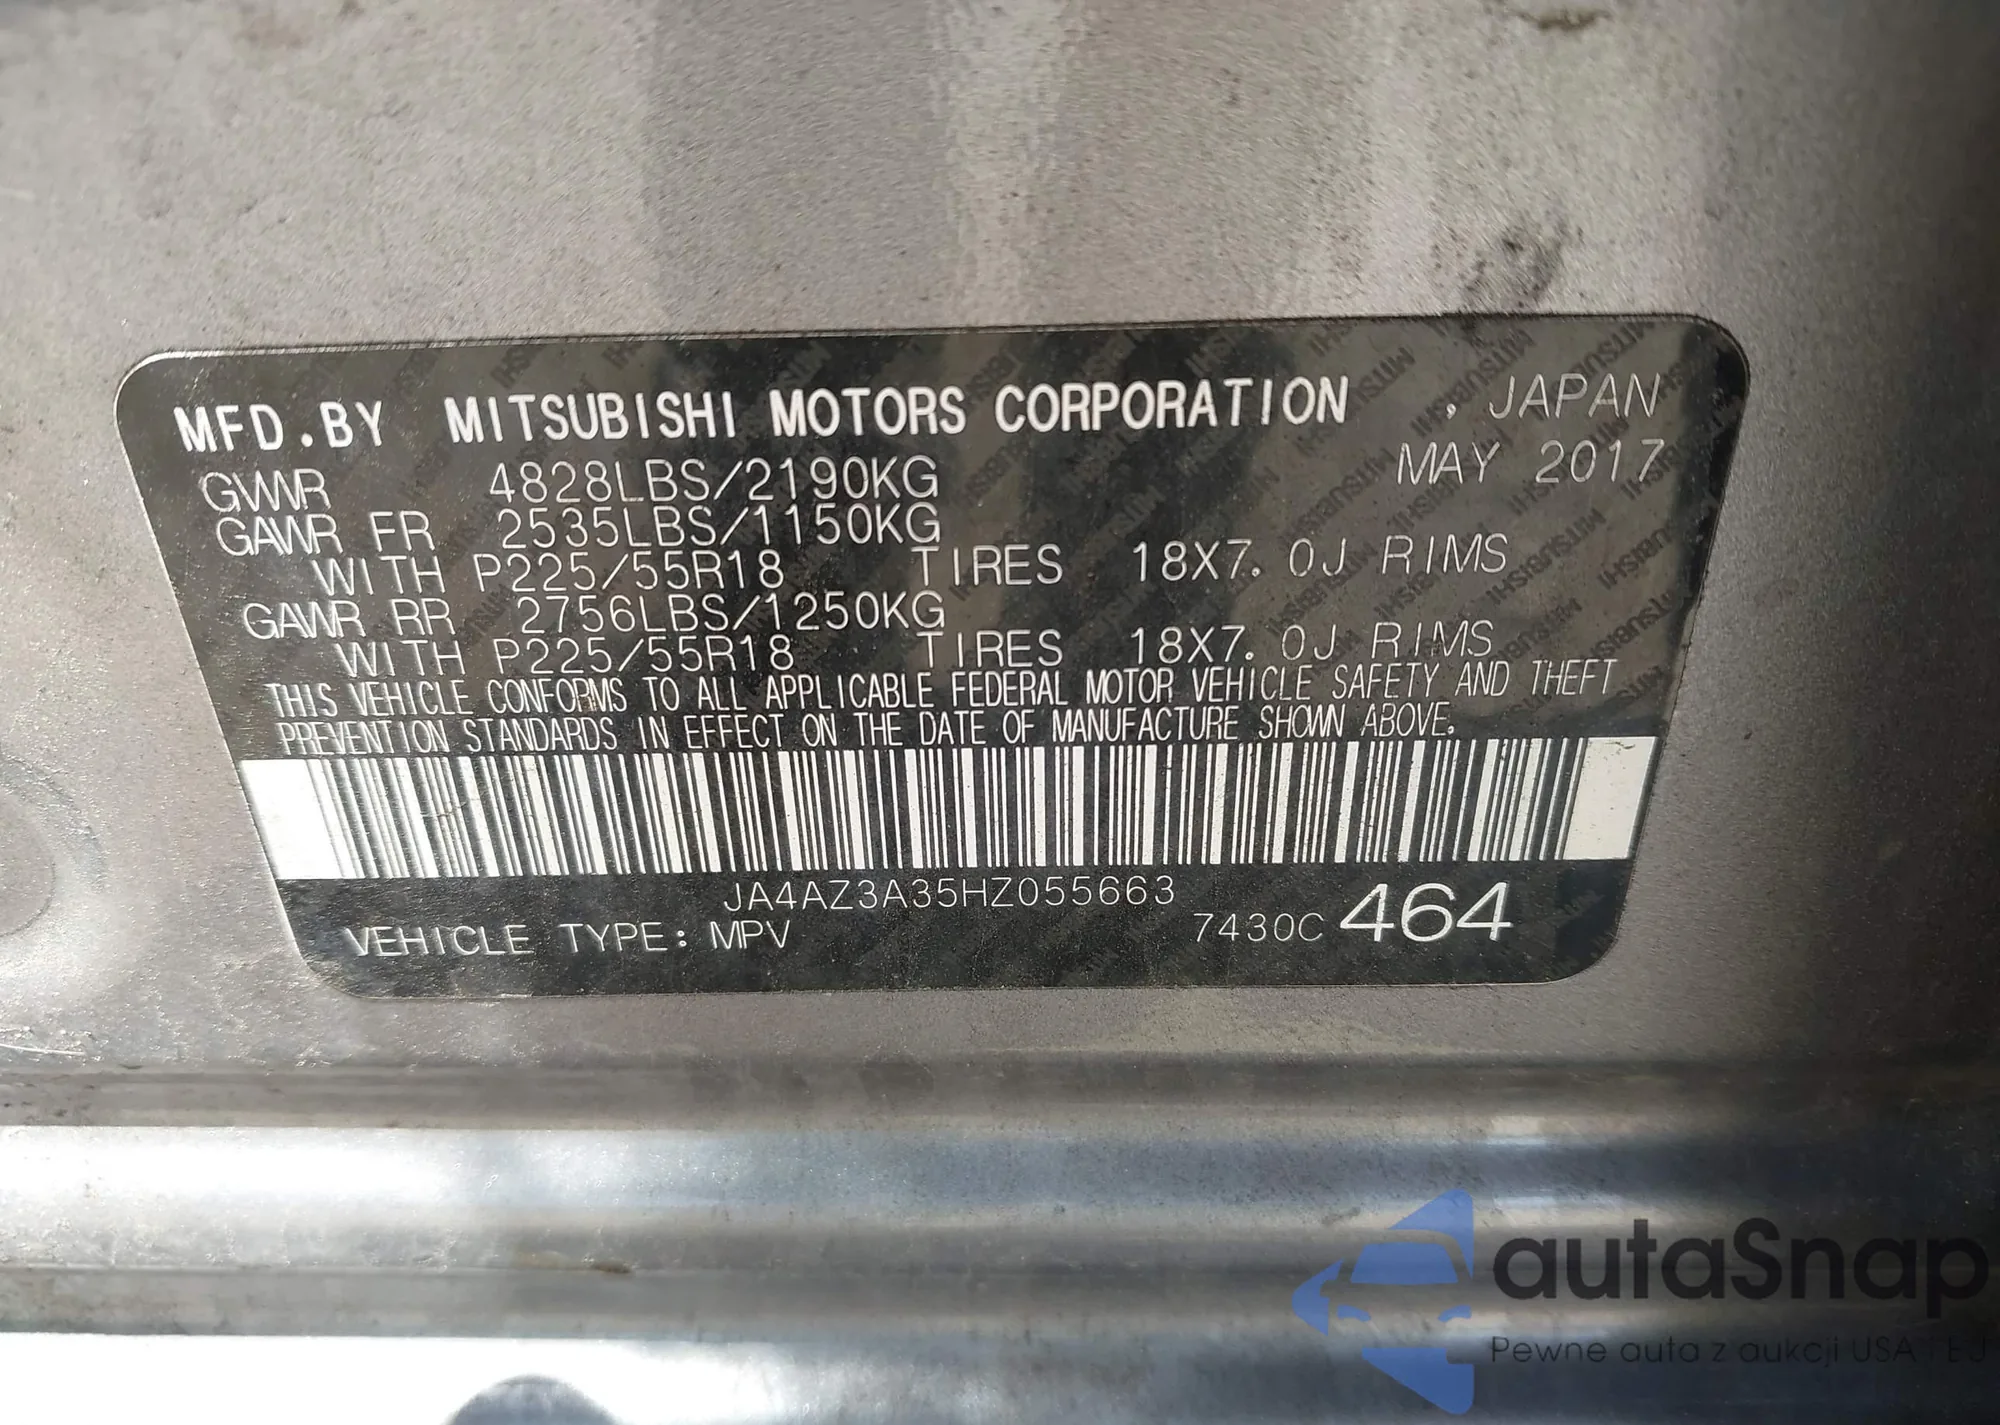 MFD.BY MITSUBISHI MOTORS CORPORATION , JAPAN
MAY 2017
GVWR 4828LBS/2190KG
GAWR FR 2535LBS/1150KG
WITH P225/55R18 TIRES 18X7.0J RIMS
GAWR RR 2756LBS/1250KG
WITH P225/55R18 TIRES 18X7.0J RIMS
THIS VEHICLE CONFORMS TO ALL APPLICABLE FEDERAL MOTOR VEHICLE SAFETY AND THEFT
PREVENTION STANDARDS IN EFFECT ON THE DATE OF MANUFACTURE SHOWN ABOVE.
JA4AZ3A35HZ055663
VEHICLE TYPE: MPV 7430C 464
autaSnap
Pewne auta z aukcji USA I EJ